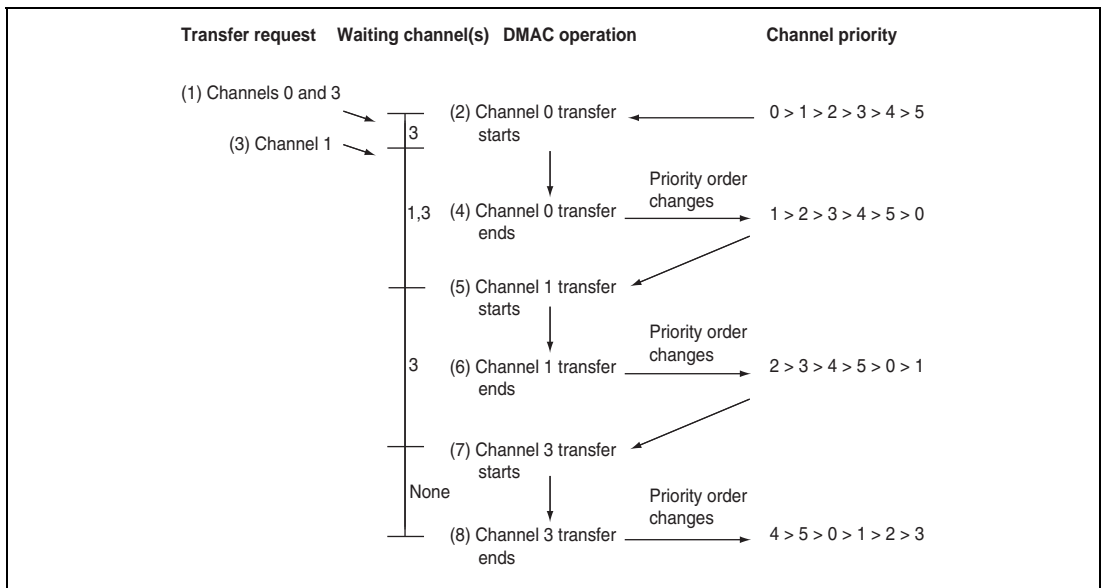 Transfer request Waiting channel(s) DMAC operation Channel priority
(1) Channels 0 and 3
(2) Channel 0 transfer
starts
0 > 1 > 2 > 3 > 4 > 5
3
(3) Channel 1
Priority order
changes
1,3
(4) Channel 0 transfer
ends
1 > 2 > 3 > 4 > 5 > 0
(5) Channel 1 transfer
starts
Priority order
changes
3
(6) Channel 1 transfer
ends
2 > 3 > 4 > 5 > 0 > 1
(7) Channel 3 transfer
starts
None
Priority order
changes
(8) Channel 3 transfer
ends
4 > 5 > 0 > 1 > 2 > 3